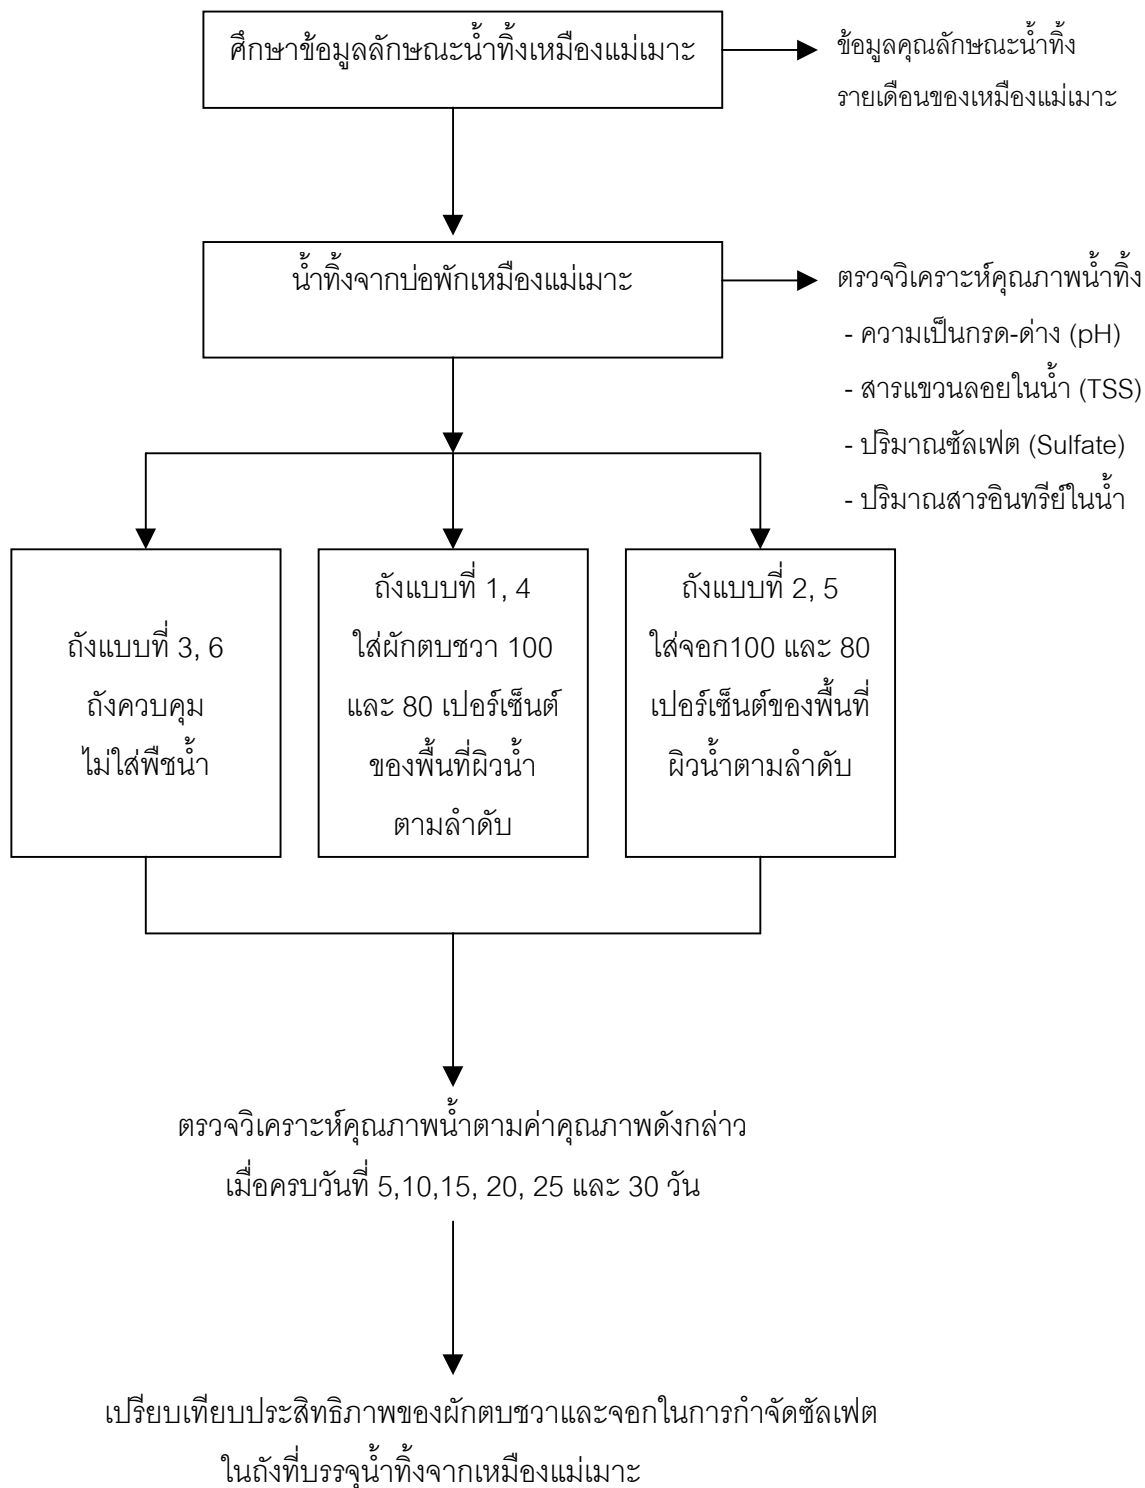 ศึกษาข้อมูลลักษณะน้ำทิ้งเหมืองแม่เมาะ
ข้อมูลคุณลักษณะน้ำทิ้ง
รายเดือนของเหมืองแม่เมาะ
น้ำทิ้งจากบ่อพักเหมืองแม่เมาะ
ตรวจวิเคราะห์คุณภาพน้ำทิ้ง
- ความเป็นกรด-ด่าง (pH)
- สารแขวนลอยในน้ำ (TSS)
- ปริมาณซัลเฟต (Sulfate)
- ปริมาณสารอินทรีย์ในน้ำ
ถังแบบที่ 3, 6
ถังควบคุม
ไม่ใส่พืชน้ำ
ถังแบบที่ 1, 4
ใส่ผักตบชวา 100
และ 80 เปอร์เซ็นต์
ของพื้นที่ผิวน้ำ
ตามลำดับ
ถังแบบที่ 2, 5
ใส่จอก100 และ 80
เปอร์เซ็นต์ของพื้นที่
ผิวน้ำตามลำดับ
ตรวจวิเคราะห์คุณภาพน้ำตามค่าคุณภาพดังกล่าว
เมื่อครบวันที่ 5,10,15, 20, 25 และ 30 วัน
เปรียบเทียบประสิทธิภาพของผักตบชวาและจอกในการกำจัดซัลเฟต
ในถังที่บรรจุน้ำทิ้งจากเหมืองแม่เมาะ